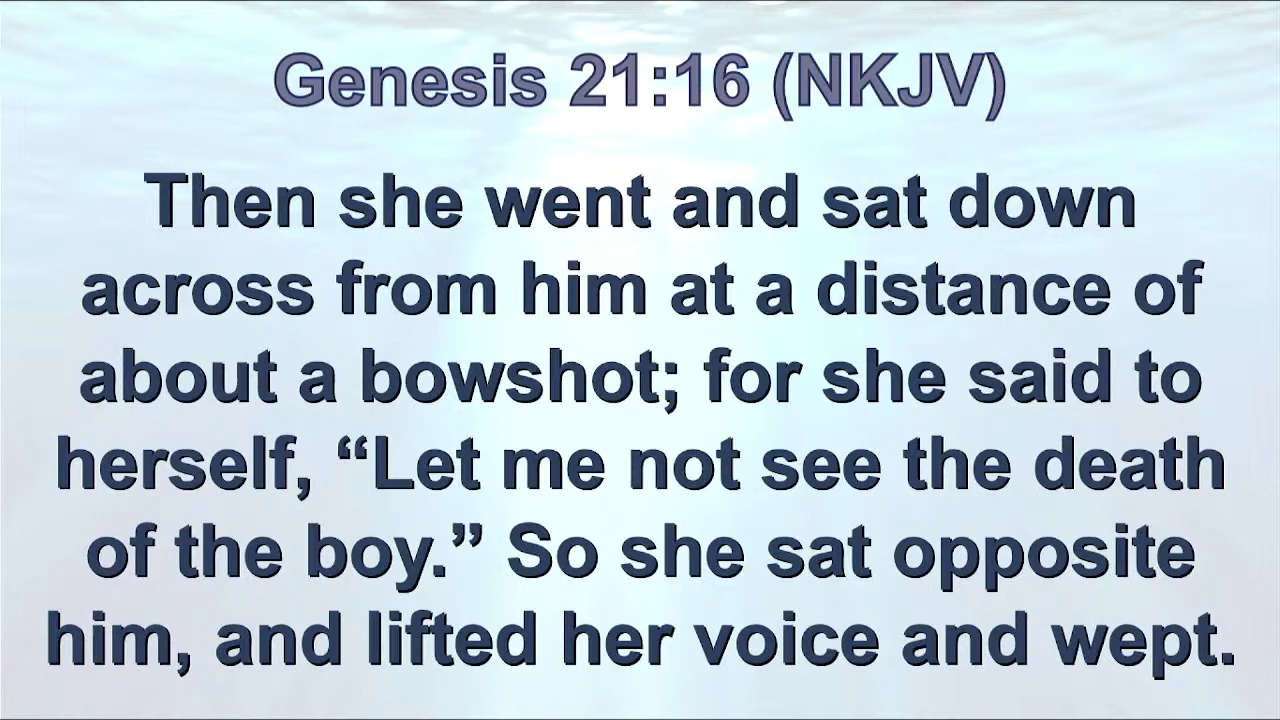 Genesis 21:16 (NKJV)
Then she went and sat down
across from him at a distance of
about a bowshot; for she said to
herself, “Let me not see the death
of the boy.” So she sat opposite
him, and lifted her voice and wept.